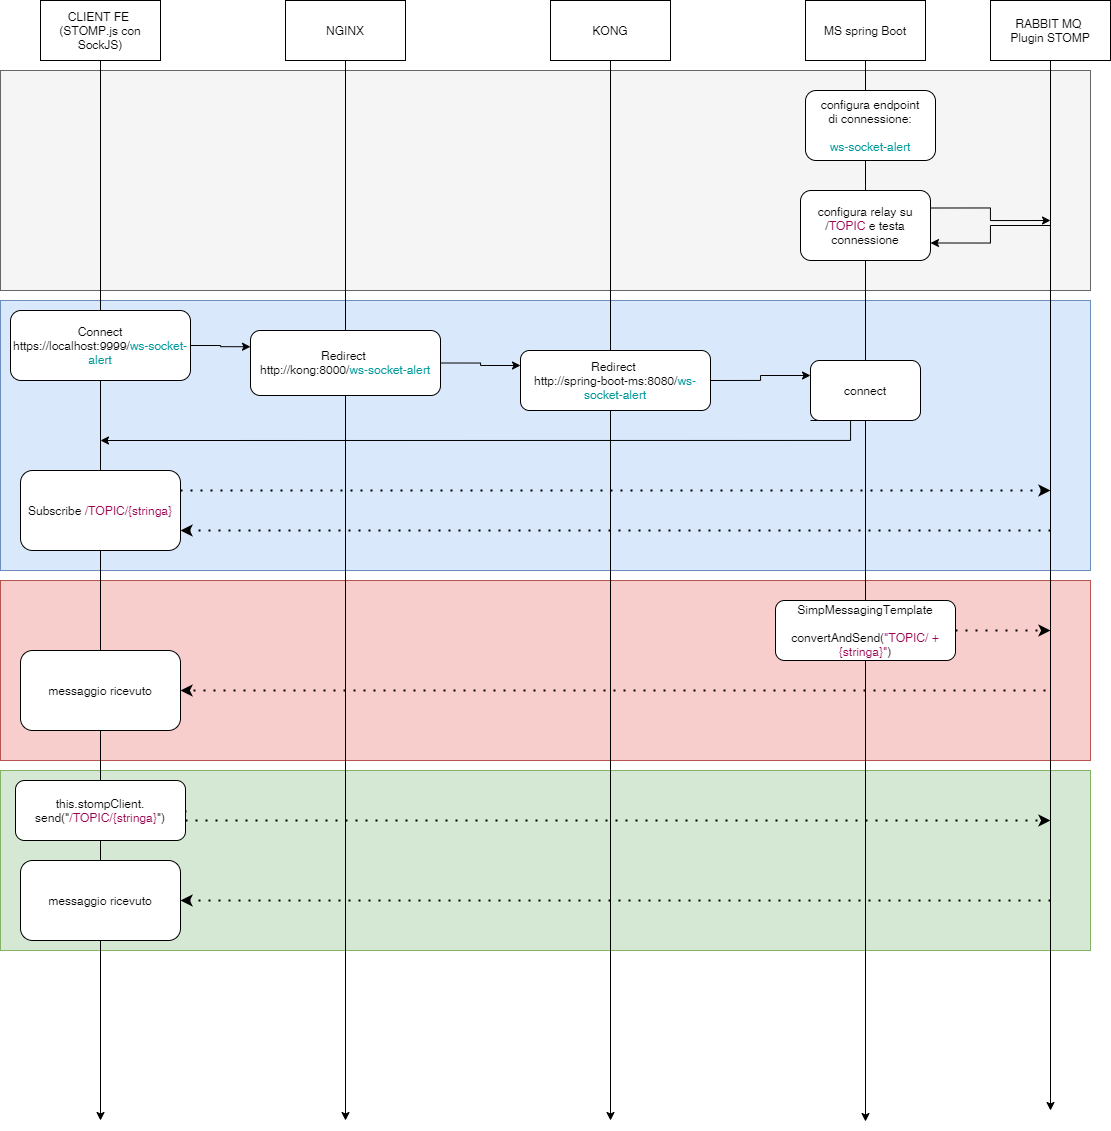 CLIENT FE
(STOMP.js con
SockJS)
NGINX
KONG
MS spring Boot
RABBIT MQ
Plugin STOMP
configura endpoint
di connessione:
ws-socket-alert
configura relay su
/TOPIC e testa
connessione
Connect
https://localhost:9999/ws-socket-
alert
Redirect
http://kong:8000/ws-socket-alert
Redirect
http://spring-boot-ms:8080/ws-
socket-alert
connect
Subscribe /TOPIC/{stringa}
SimpMessagingTemplate
convertAndSend("TOPIC/ +
{stringa}")
messaggio ricevuto
this.stompClient.
send("/TOPIC/{stringa}")
messaggio ricevuto